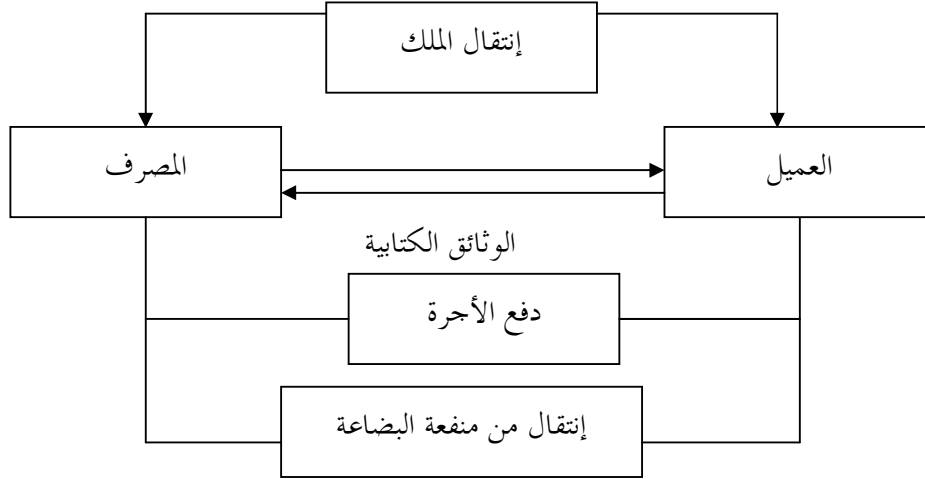 إنتقال الملك
العميل
المصرف
الوثائق الكتابية
دفع الأجرة
إنتقال من منفعة البضاعة